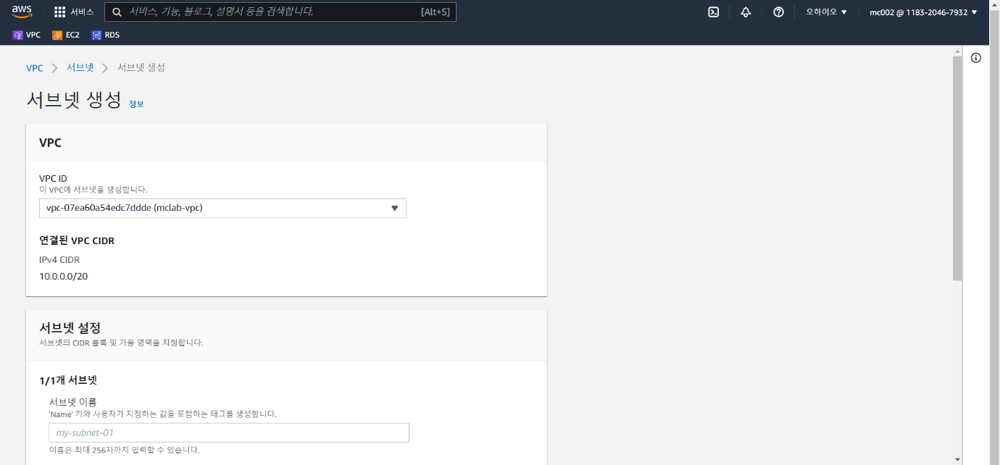 aws 서비스 서비스, 기능, 블로그, 설명서 등을 검색합니다. [Alt+S] 오하이오 ▼ mc002 @ 1183-2046-7932 ▼
VPC EC2 RDS
VPC > 서브넷 > 서브넷 생성
서브넷 생성 정보
VPC
VPC ID
이 VPC에 서브넷을 생성합니다.
vpc-07ea60a54edc7ddde (mclab-vpc)
연결된 VPC CIDR
IPv4 CIDR
10.0.0.0/20
서브넷 설정
서브넷의 CIDR 블록 및 가용 영역을 지정합니다.
1/1개 서브넷
서브넷 이름
'Name' 키와 사용자가 지정하는 값을 포함하는 태그를 생성합니다.
my-subnet-01
이름은 최대 256자까지 입력할 수 있습니다.